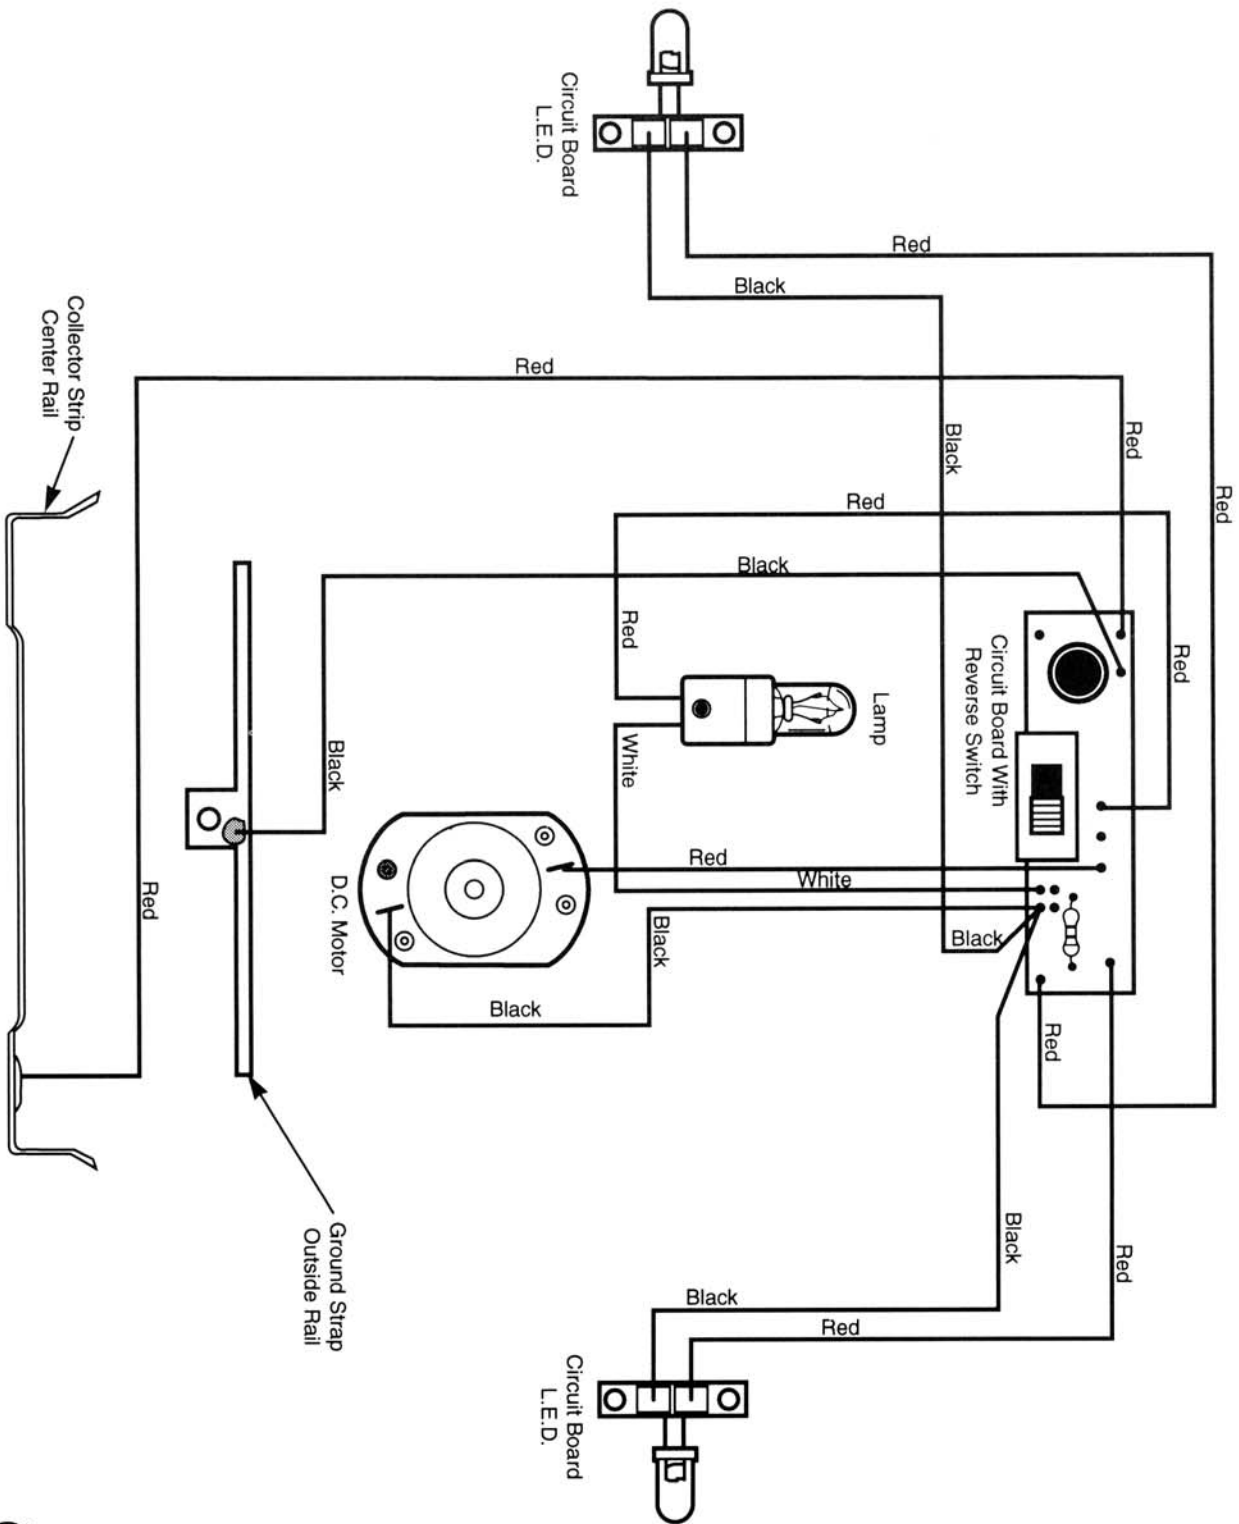 Circuit Board
L.E.D.
Red
Black
Collector Strip
Center Rail
Red
Black
Red
Red
Red
Black
Red
Red
Circuit Board With
Reverse Switch
Lamp
White
Black
Red
White
D.C. Motor
Red
Black
Black
Black
Red
Ground Strap
Outside Rail
Black
Red
Black
Red
Circuit Board
L.E.D.